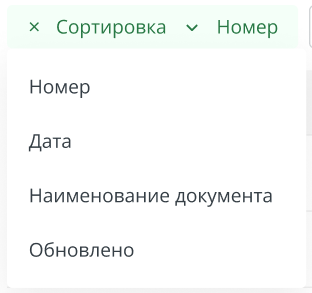 × Сортировка Номер
Номер
Дата
Наименование документа
Обновлено